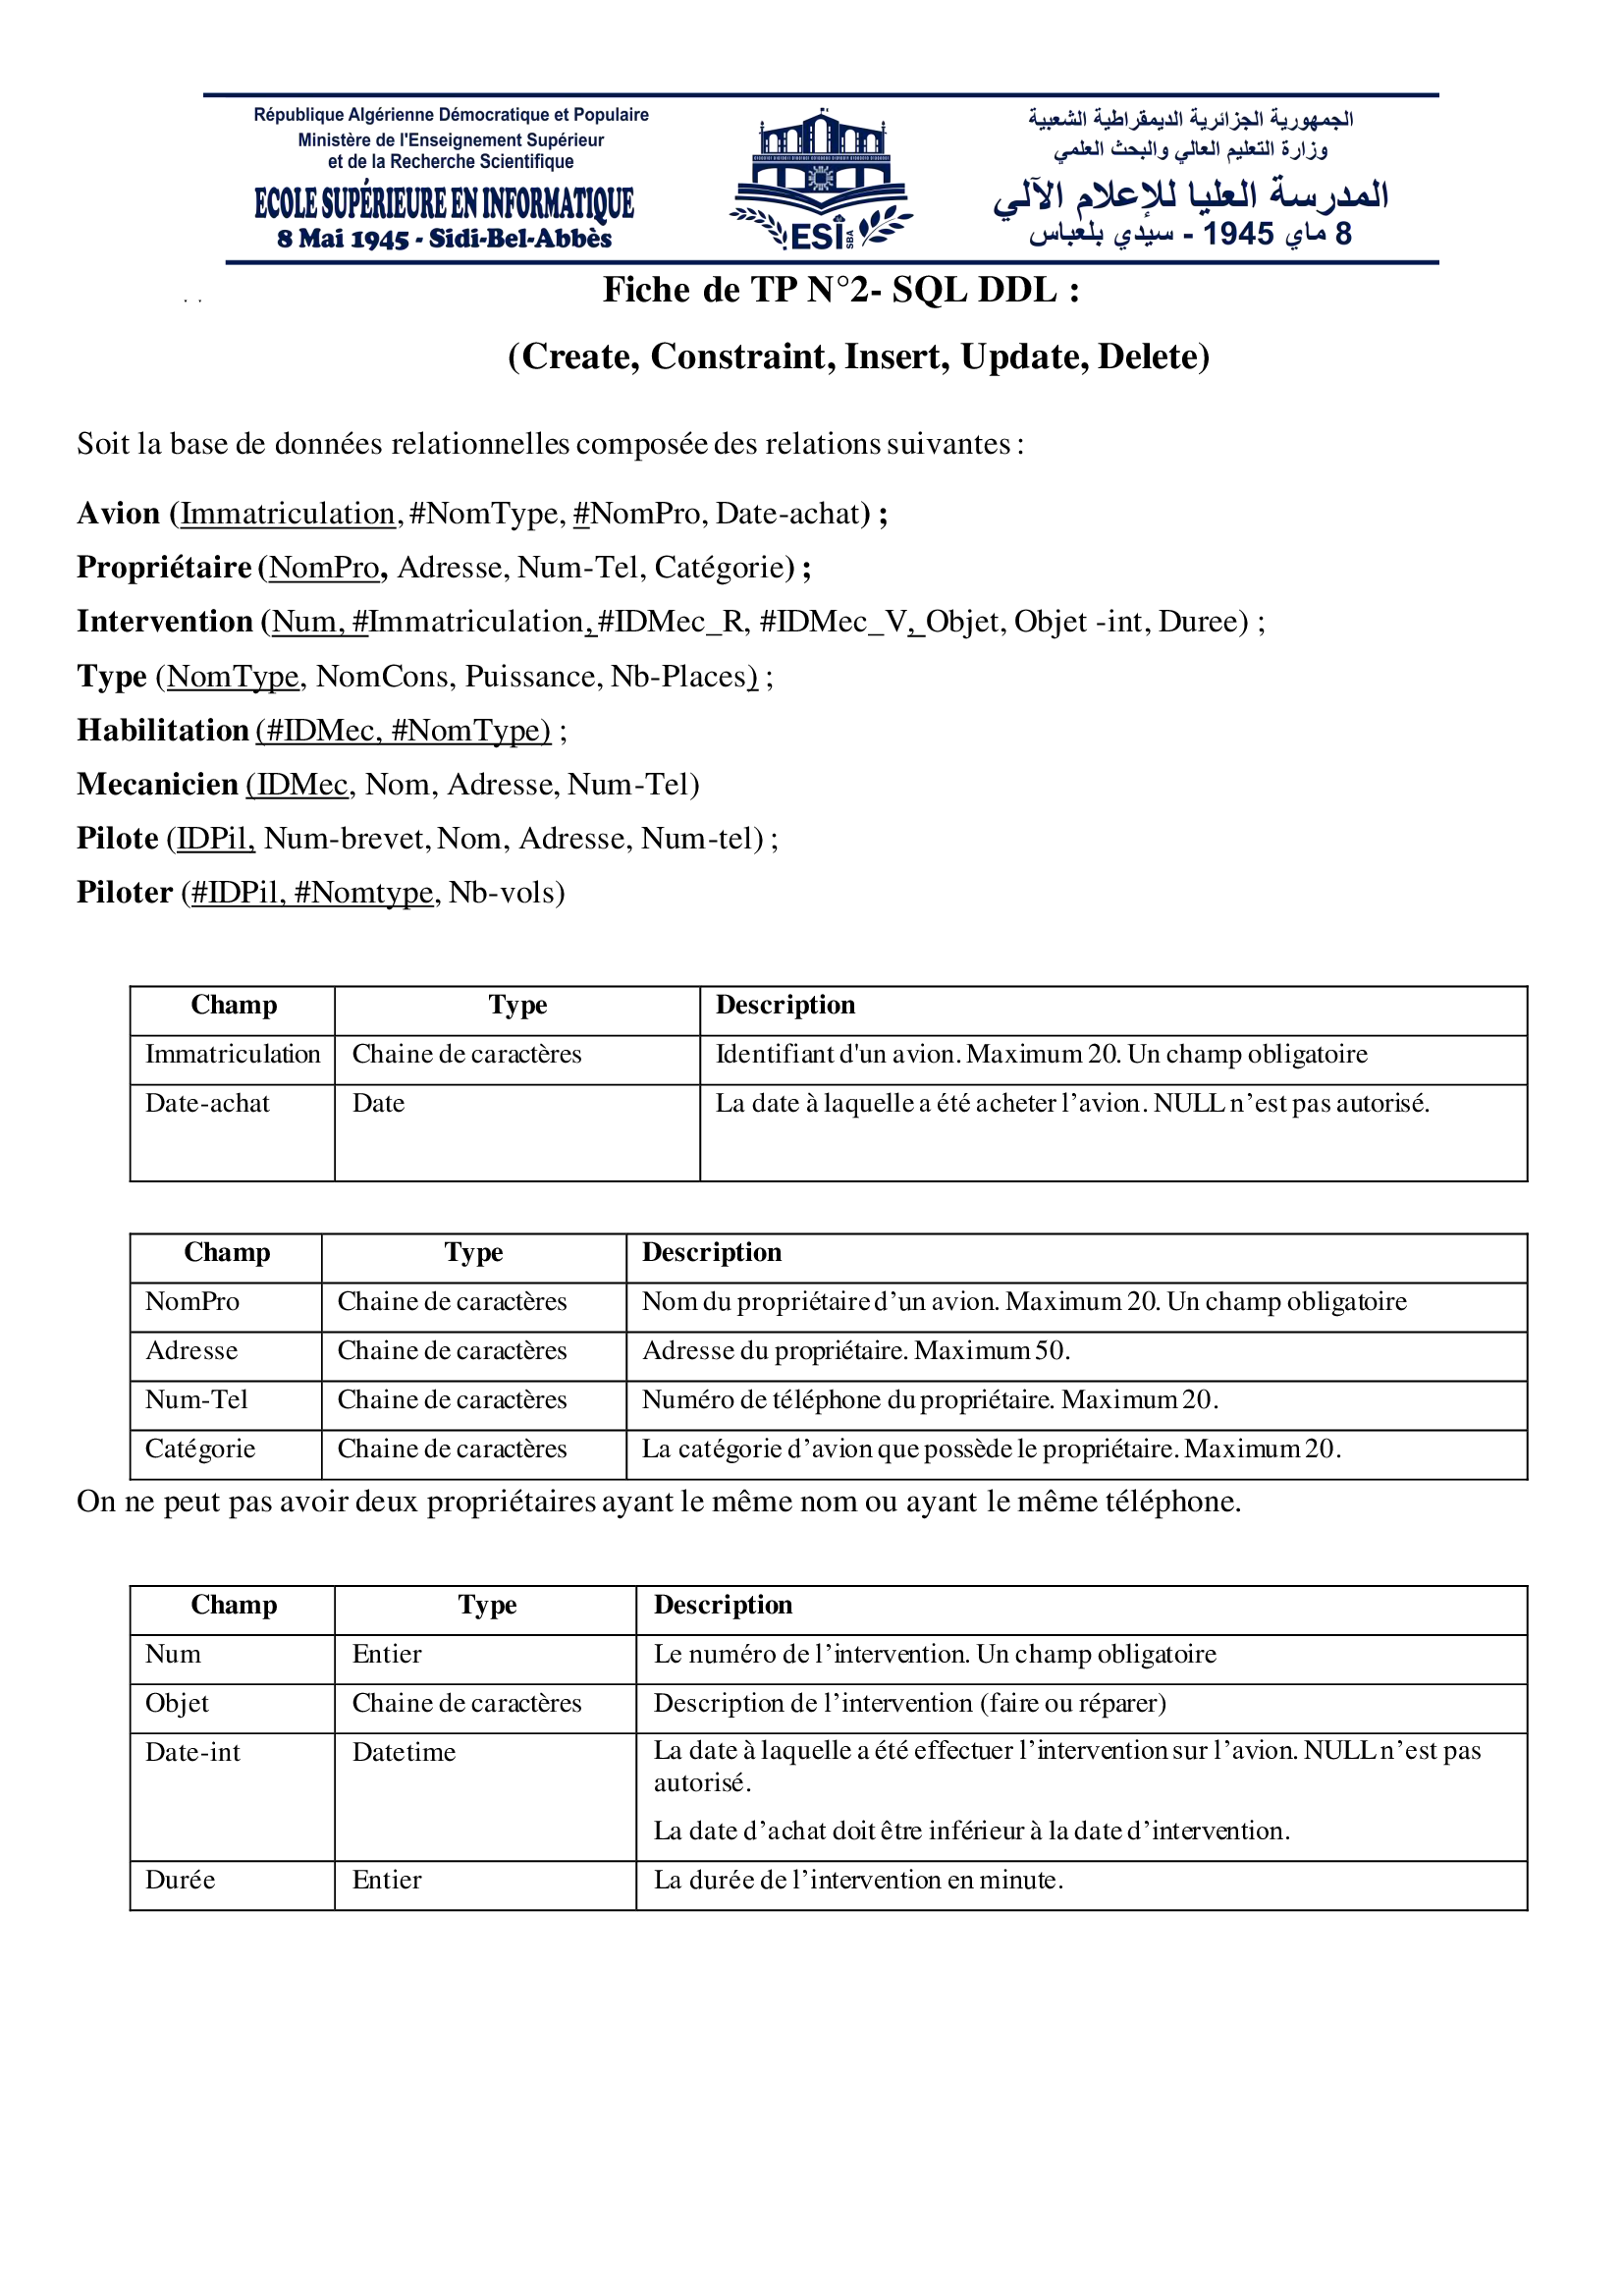 République Algérienne Démocratique et Populaire
Ministère de l'Enseignement Supérieur
et de la Recherche Scientifique
ECOLE SUPÉRIEURE EN INFORMATIQUE
8 Mai 1945 - Sidi-Bel-Abbès
ESI SBA
الجمهورية الجزائرية الديمقراطية الشعبية
وزارة التعليم العالي والبحث العلمي
المدرسة العليا للإعلام الآلي
8 ماي 1945 - سيدي بلعباس
Fiche de TP N°2- SQL DDL :
(Create, Constraint, Insert, Update, Delete)
Soit la base de données relationnelles composée des relations suivantes :
Avion (Immatriculation, #NomType, #NomPro, Date-achat) ;
Propriétaire (NomPro, Adresse, Num-Tel, Catégorie) ;
Intervention (Num, #Immatriculation, #IDMec_R, #IDMec_V, Objet, Objet -int, Duree) ;
Type (NomType, NomCons, Puissance, Nb-Places) ;
Habilitation (#IDMec, #NomType) ;
Mecanicien (IDMec, Nom, Adresse, Num-Tel)
Pilote (IDPil, Num-brevet, Nom, Adresse, Num-tel) ;
Piloter (#IDPil, #Nomtype, Nb-vols)
Champ Type Description
Immatriculation Chaine de caractères Identifiant d'un avion. Maximum 20. Un champ obligatoire
Date-achat Date La date à laquelle a été acheter l’avion. NULL n’est pas autorisé.
Champ Type Description
NomPro Chaine de caractères Nom du propriétaire d’un avion. Maximum 20. Un champ obligatoire
Adresse Chaine de caractères Adresse du propriétaire. Maximum 50.
Num-Tel Chaine de caractères Numéro de téléphone du propriétaire. Maximum 20.
Catégorie Chaine de caractères La catégorie d’avion que possède le propriétaire. Maximum 20.
On ne peut pas avoir deux propriétaires ayant le même nom ou ayant le même téléphone.
Champ Type Description
Num Entier Le numéro de l’intervention. Un champ obligatoire
Objet Chaine de caractères Description de l’intervention (faire ou réparer)
Date-int Datetime La date à laquelle a été effectuer l’intervention sur l’avion. NULL n’est pas
autorisé.
La date d’achat doit être inférieur à la date d’intervention.
Durée Entier La durée de l’intervention en minute.